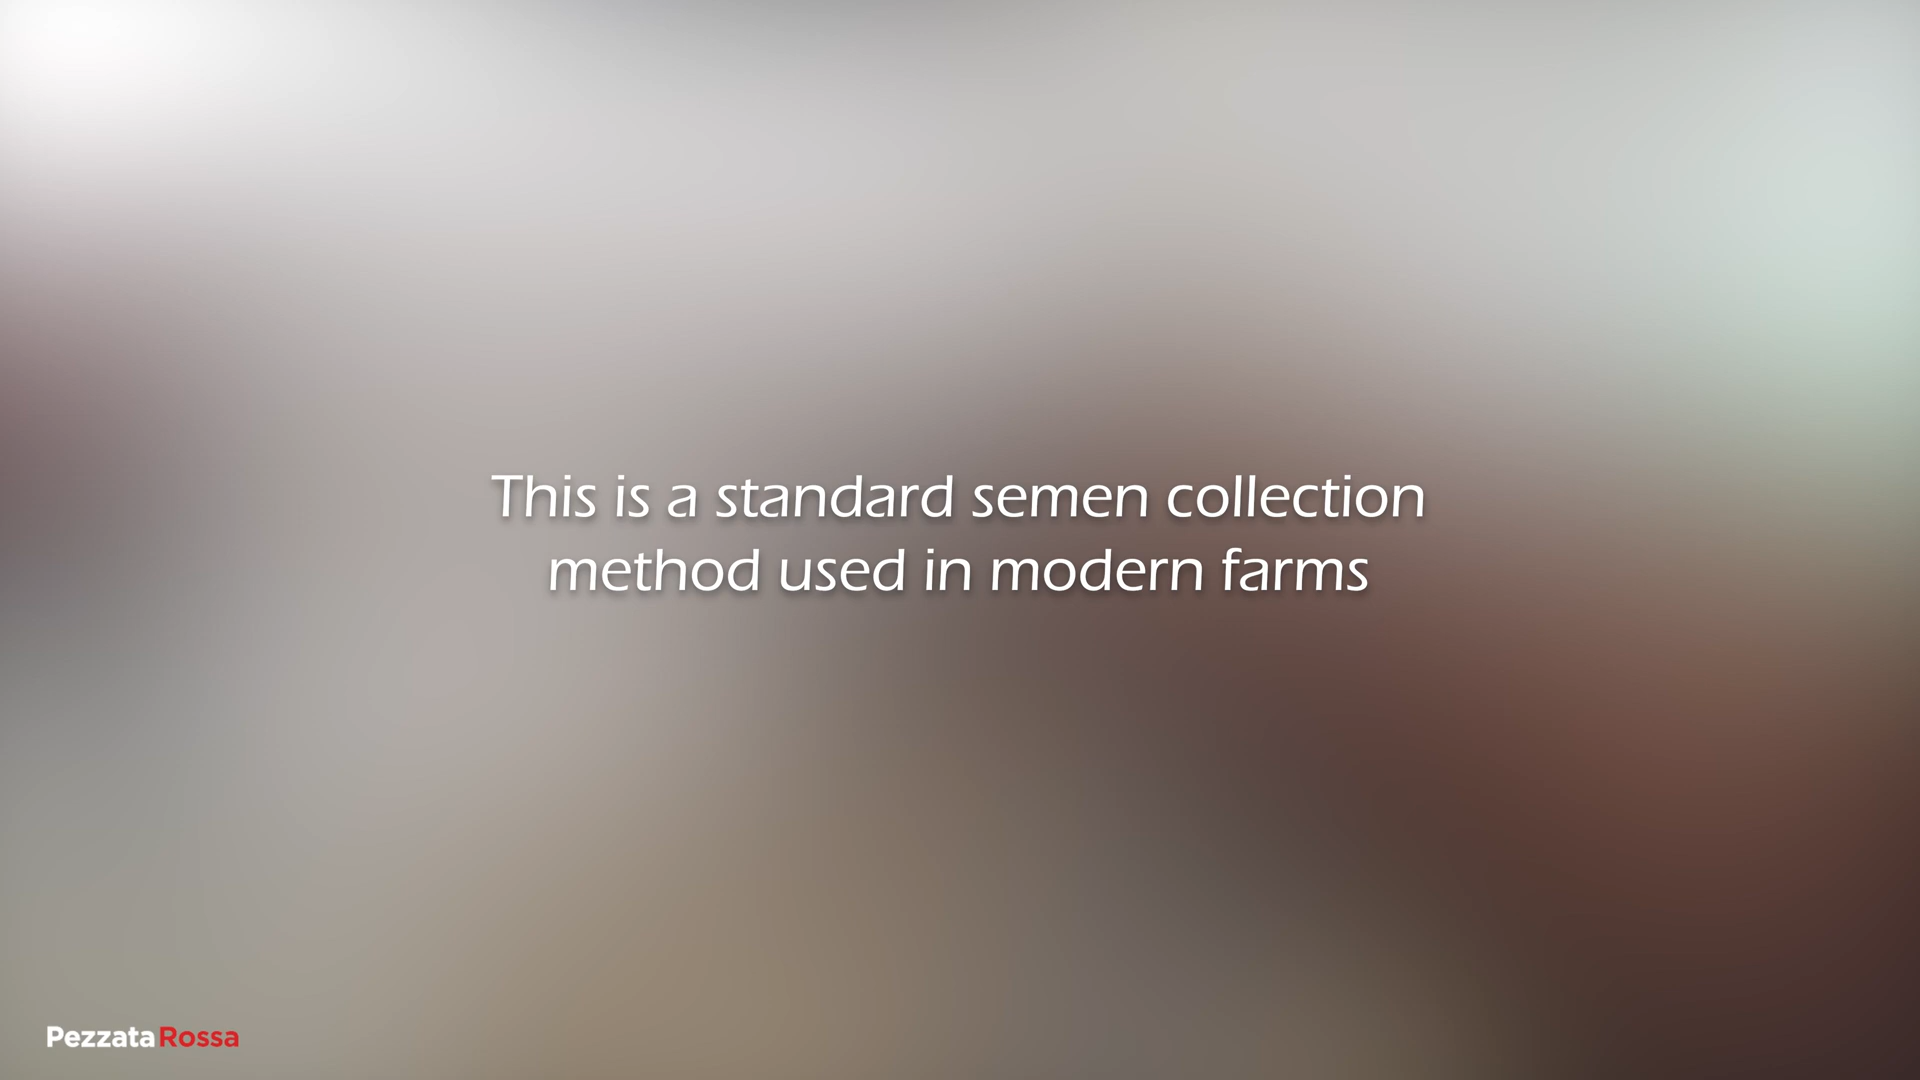 This is a standard semen collection
method used in modern farms
PezzataRossa